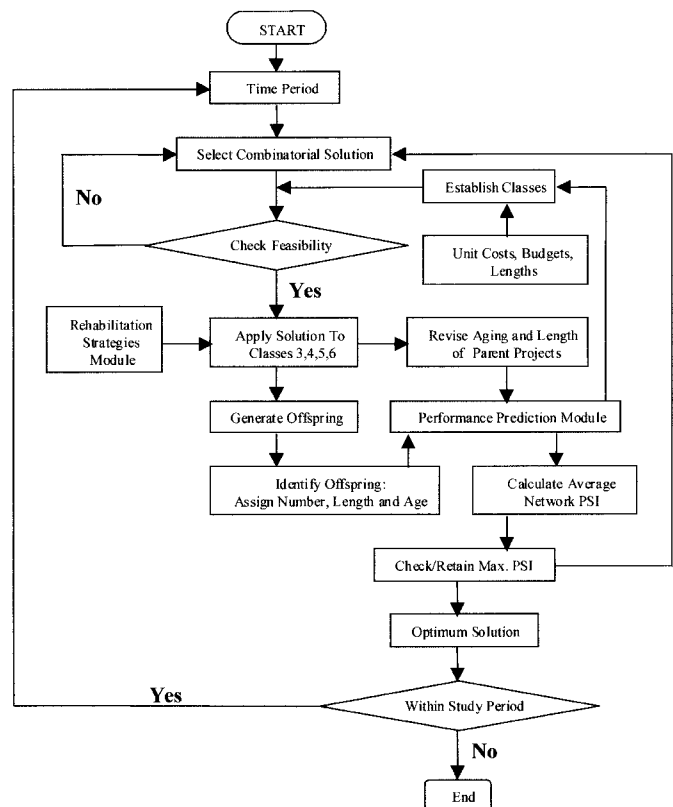 START
Time Period
Select Combinatorial Solution
No
Establish Classes
Check Feasibility
Unit Costs, Budgets,
Lengths
Yes
Rehabilitation
Strategies
Module
Apply Solution To
Classes 3,4,5,6
Revise Aging and Length
of Parent Projects
Generate Offspring
Performance Prediction Module
Identify Offspring:
Assign Number, Length and Age
Calculate Average
Network PSI
Check/Retain Max. PSI
Optimum Solution
Yes
Within Study Period
No
End